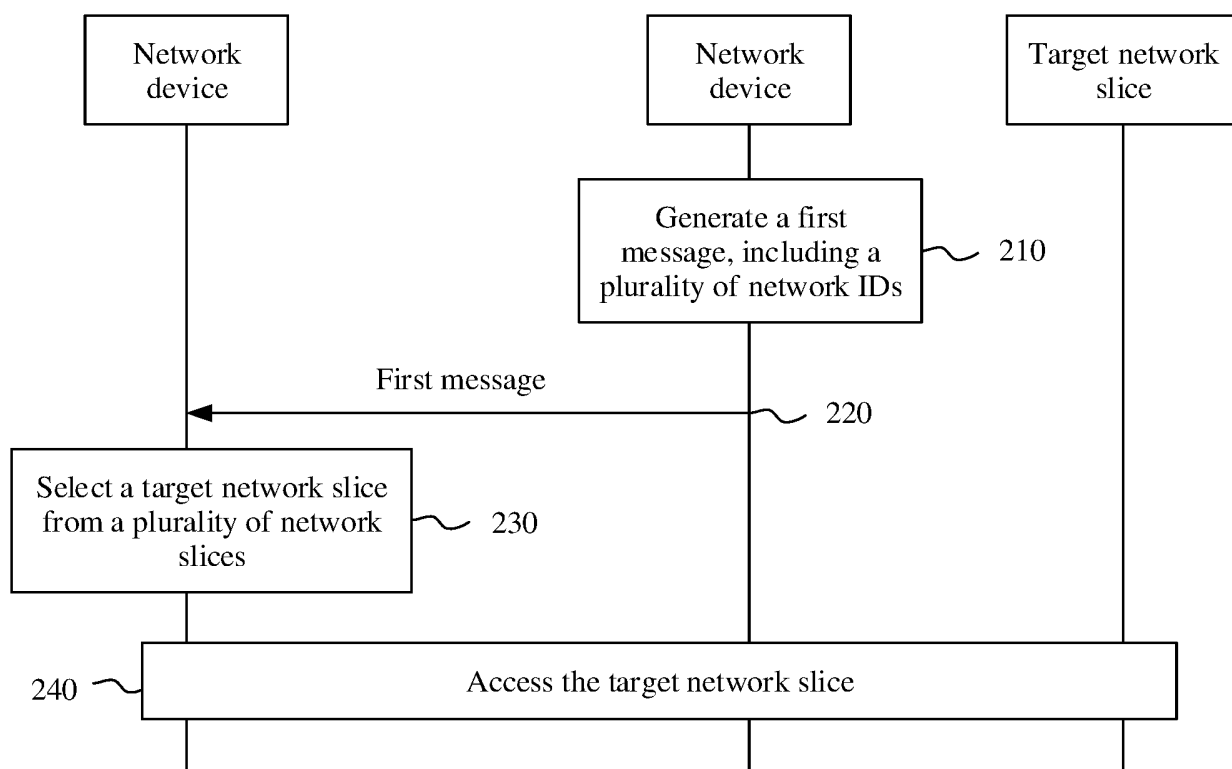 Network
device
Network
device
Target network
slice
Generate a first
message, including a
plurality of network IDs
210
First message
220
Select a target network slice
from a plurality of network
slices
230
240
Access the target network slice